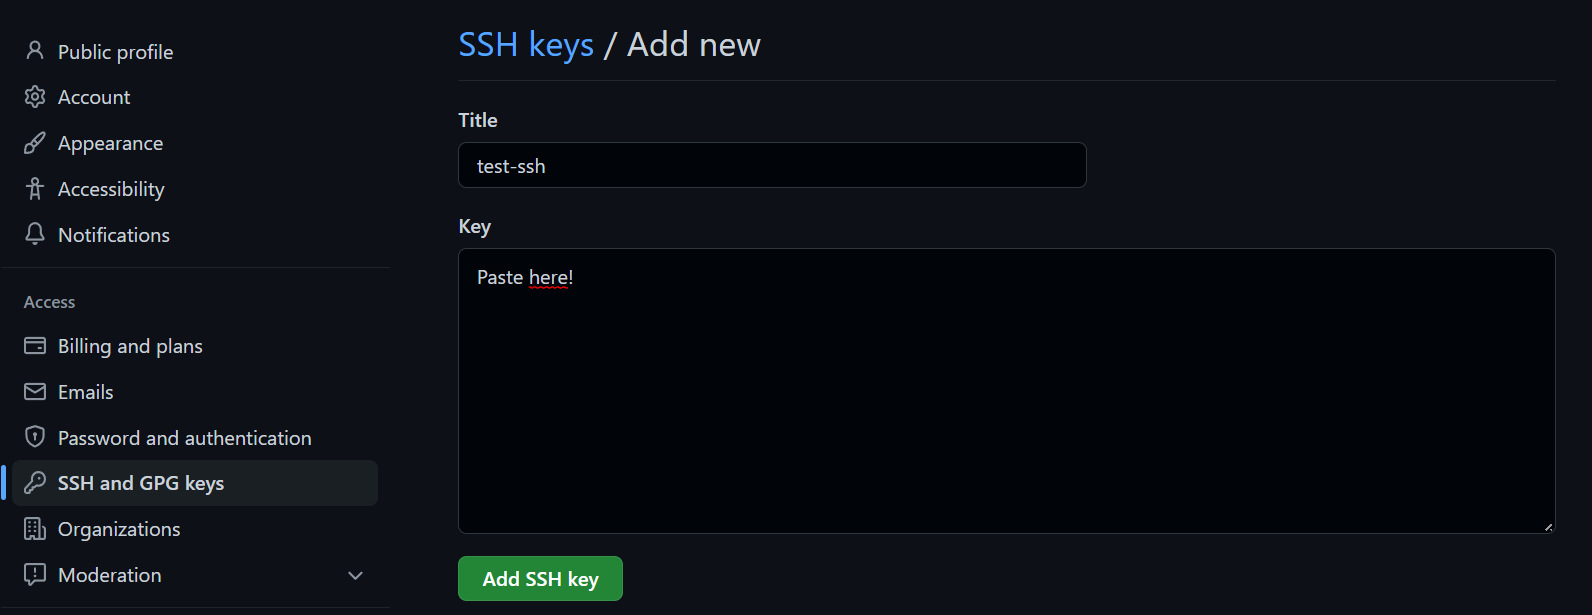 Public profile
Account
Appearance
Accessibility
Notifications
Access
Billing and plans
Emails
Password and authentication
SSH and GPG keys
Organizations
Moderation
SSH keys / Add new
Title
test-ssh
Key
Paste here!
Add SSH key